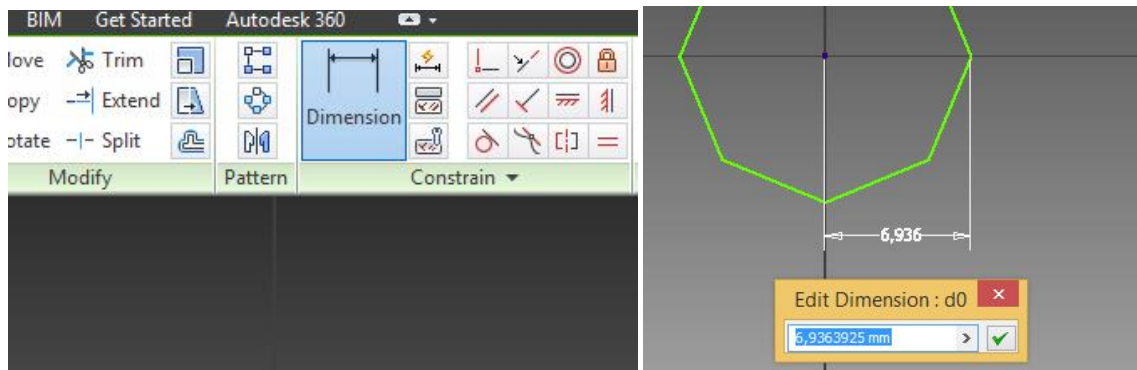 BIM Get Started Autodesk 360
Move Trim
opy Extend Dimension
otate Split
Modify Pattern Constrain
6,936
Edit Dimension : d0
6,9363925 mm